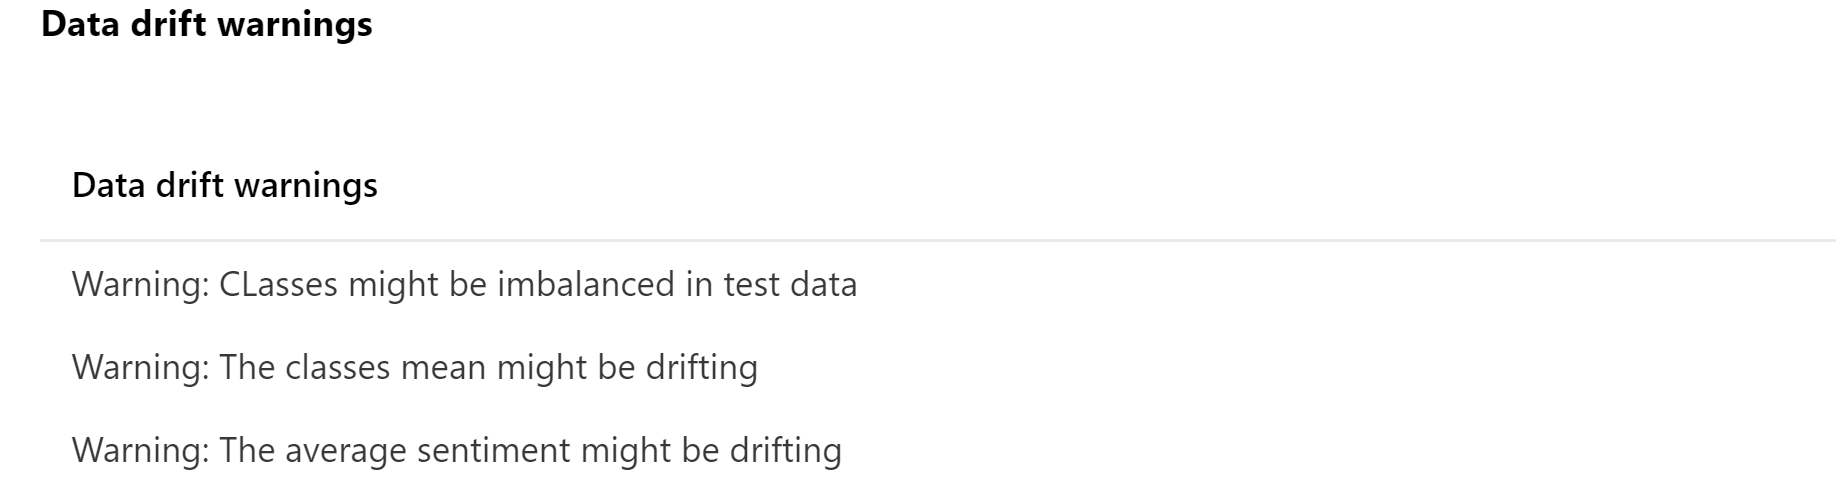 Data drift warnings
Data drift warnings
Warning: CLasses might be imbalanced in test data
Warning: The classes mean might be drifting
Warning: The average sentiment might be drifting